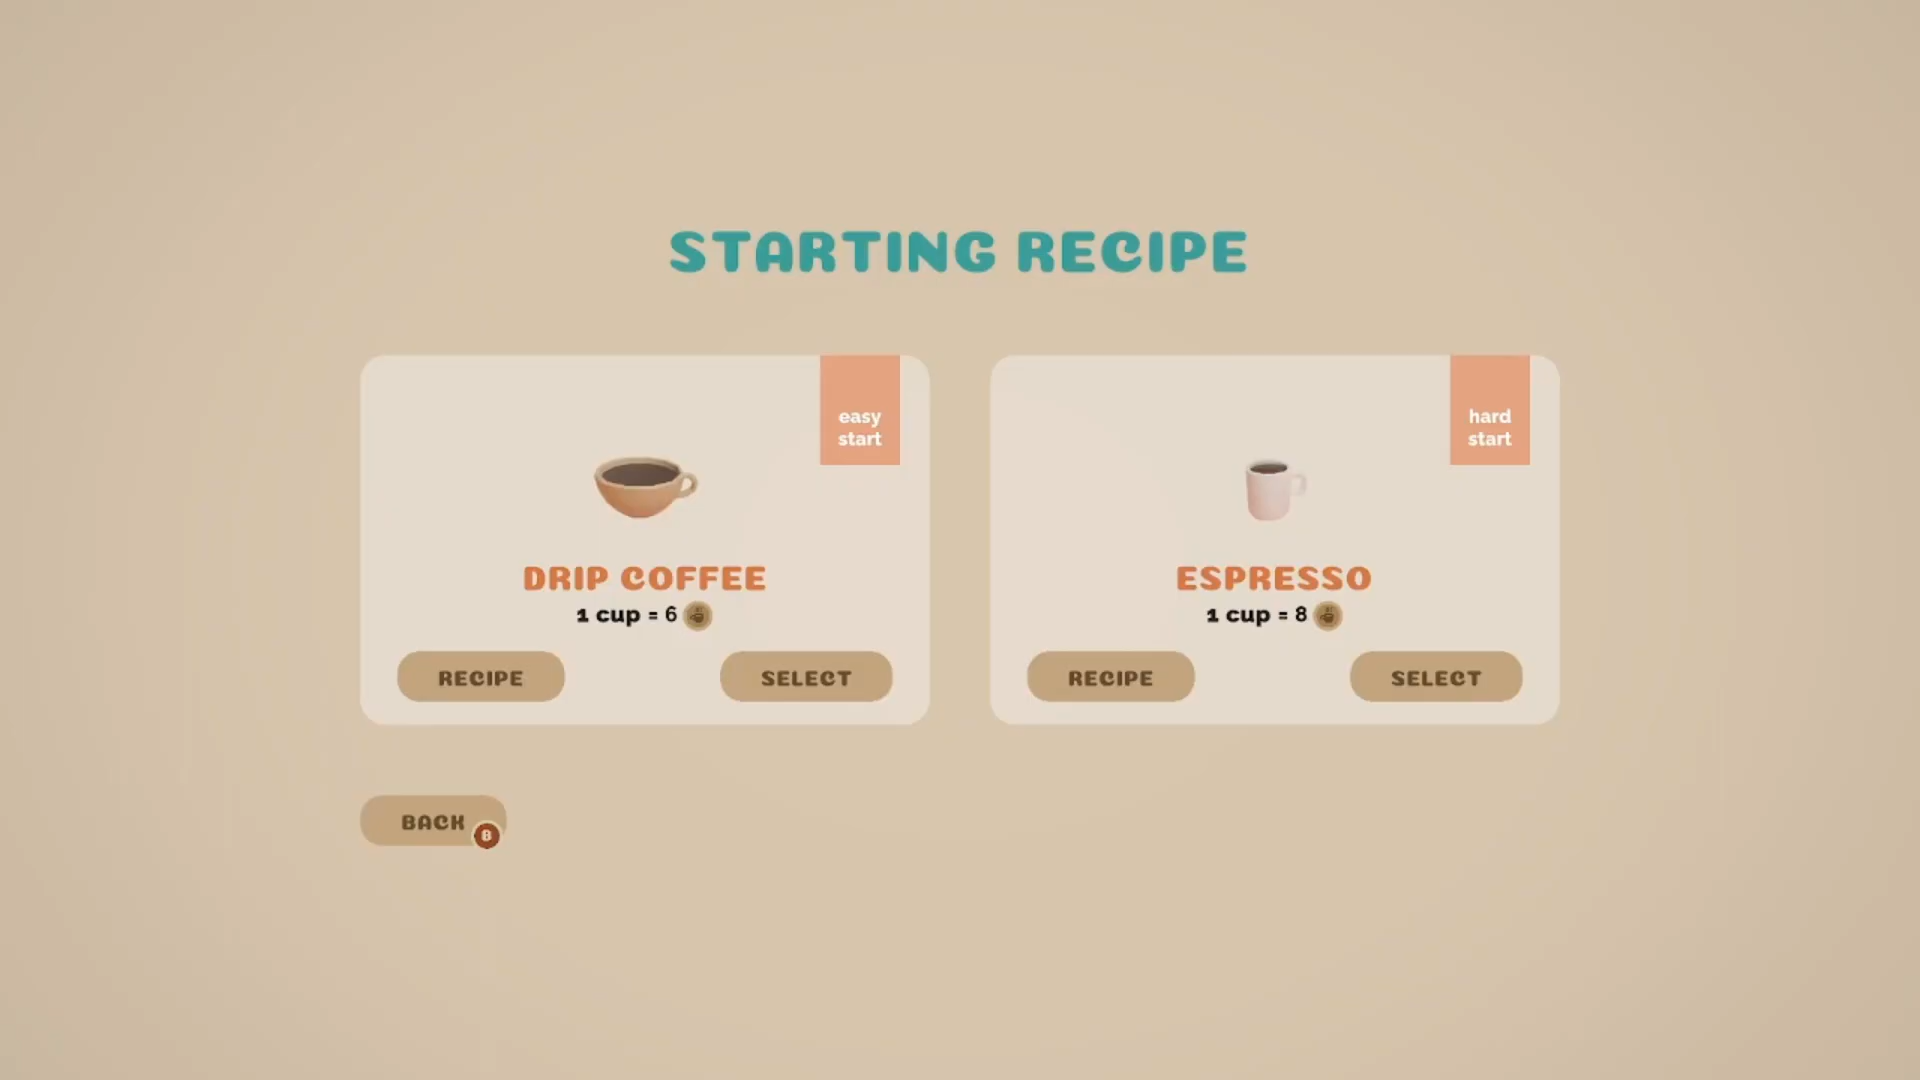 STARTING RECIPE
easy
start
DRIP COFFEE
1 cup = 6
RECIPE
SELECT
hard
start
ESPRESSO
1 cup = 8
RECIPE
SELECT
BACK
B